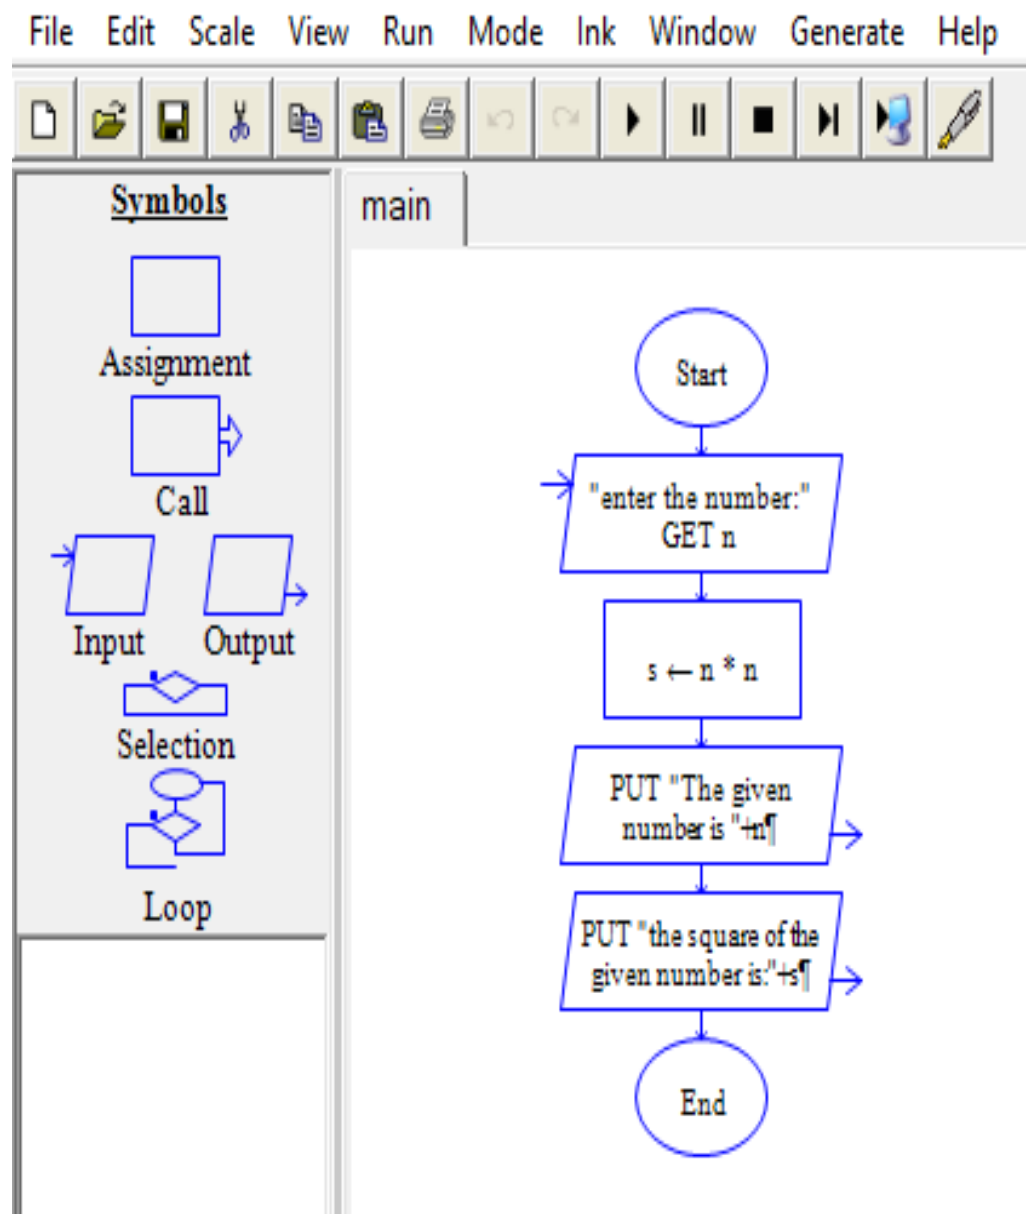 File Edit Scale View Run Mode Ink Window Generate Help
Symbols
Assignment
Call
Input Output
Selection
Loop
main
Start
"enter the number:"
GET n
s ← n * n
PUT "The given
number is "+n¶
PUT "the square of the
given number is:"+s¶
End